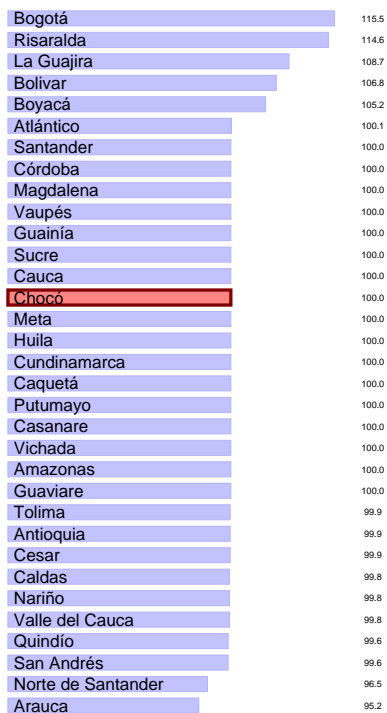 Bogotá 115.5
Risaralda 114.6
La Guajira 108.7
Bolivar 106.8
Boyacá 105.2
Atlántico 100.1
Santander 100.0
Córdoba 100.0
Magdalena 100.0
Vaupés 100.0
Guainía 100.0
Sucre 100.0
Cauca 100.0
Chocó 100.0
Meta 100.0
Huila 100.0
Cundinamarca 100.0
Caquetá 100.0
Putumayo 100.0
Casanare 100.0
Vichada 100.0
Amazonas 100.0
Guaviare 100.0
Tolima 99.9
Antioquia 99.9
Cesar 99.9
Caldas 99.8
Nariño 99.8
Valle del Cauca 99.8
Quindío 99.6
San Andrés 99.6
Norte de Santander 96.5
Arauca 95.2